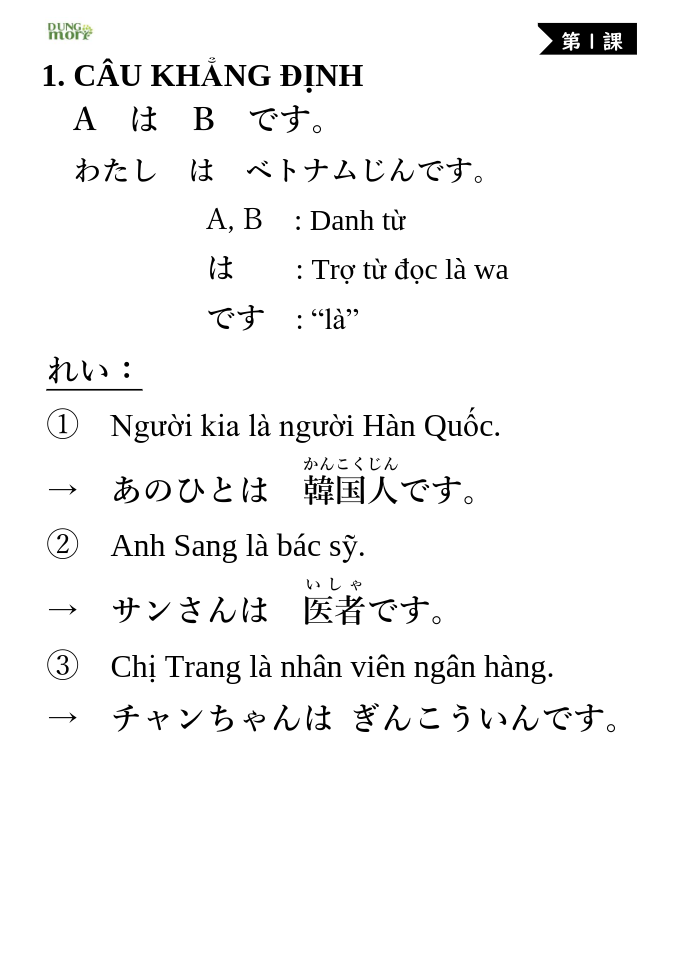 DUNG
mori
第1課
1. CÂU KHẲNG ĐỊNH
A は B です。
わたし は ベトナムじんです。
A, B : Danh từ
は : Trợ từ đọc là wa
です : “là”
れい：
① Người kia là người Hàn Quốc.
かんこくじん
→ あのひとは 韓国人です。
② Anh Sang là bác sỹ.
いしゃ
→ サンさんは 医者です。
③ Chị Trang là nhân viên ngân hàng.
→ チャンちゃんは ぎんこういんです。